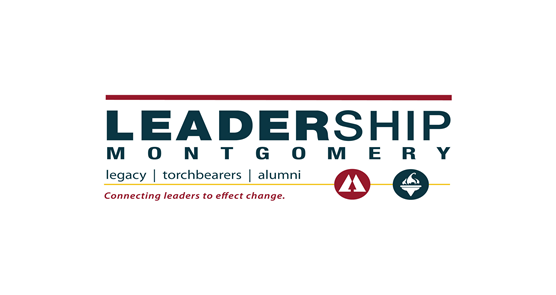 LEADERSHIP
MONTGOMERY
legacy | torchbearers | alumni
Connecting leaders to effect change.